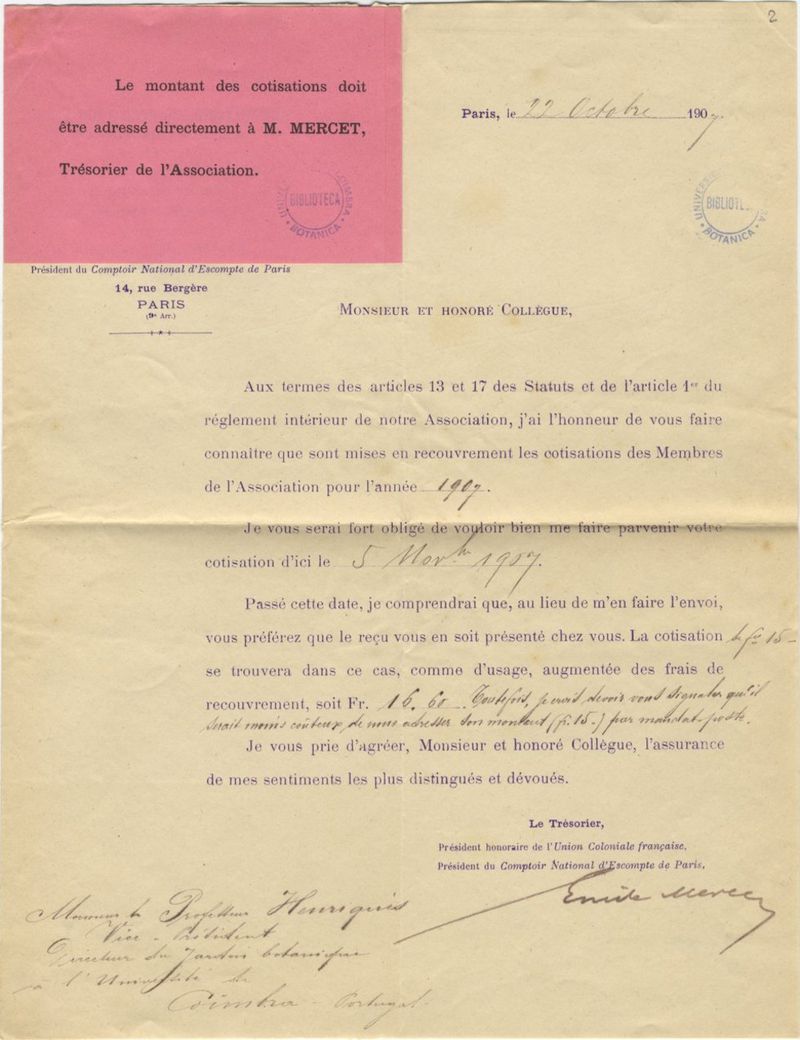 2
Le montant des cotisations doit
être adressé directement à M. MERCET,
Trésorier de l'Association.
BIBLIOTECA
BOTANICA
Paris, le 22 Octobre 1907
BOTANICA
Président du Comptoir National d'Escompte de Paris
14, rue Bergère
PARIS
(9e Arr.)
MONSIEUR ET HONORÉ COLLÈGUE,
Aux termes des articles 13 et 17 des Statuts et de l'article 1er du
réglement intérieur de notre Association, j'ai l'honneur de vous faire
connaître que sont mises en recouvrement les cotisations des Membres
de l'Association pour l'année 1907.
Je vous serai fort obligé de vouloir bien me faire parvenir votre
cotisation d'ici le 5 Novbre 1907.
Passé cette date, je comprendrai que, au lieu de m'en faire l'envoi,
vous préférez que le reçu vous en soit présenté chez vous. La cotisation de frs 15 –
se trouvera dans ce cas, comme d'usage, augmentée des frais de
recouvrement, soit Fr. 16.60. Toutefois, je crois devoir vous signaler qu'il
serait moins coûteux de nous adresser son montant (f. 15.-) par mandat-poste.
Je vous prie d'agréer, Monsieur et honoré Collègue, l'assurance
de mes sentiments les plus distingués et dévoués.
Le Trésorier,
Président honoraire de l'Union Coloniale française.
Président du Comptoir National d'Escompte de Paris.
Emile Mercet
Monsieur le Professeur Henriquès
Vice-Président
Directeur du Jardin botanique
à l'Université de
Coimbra - Portugal.